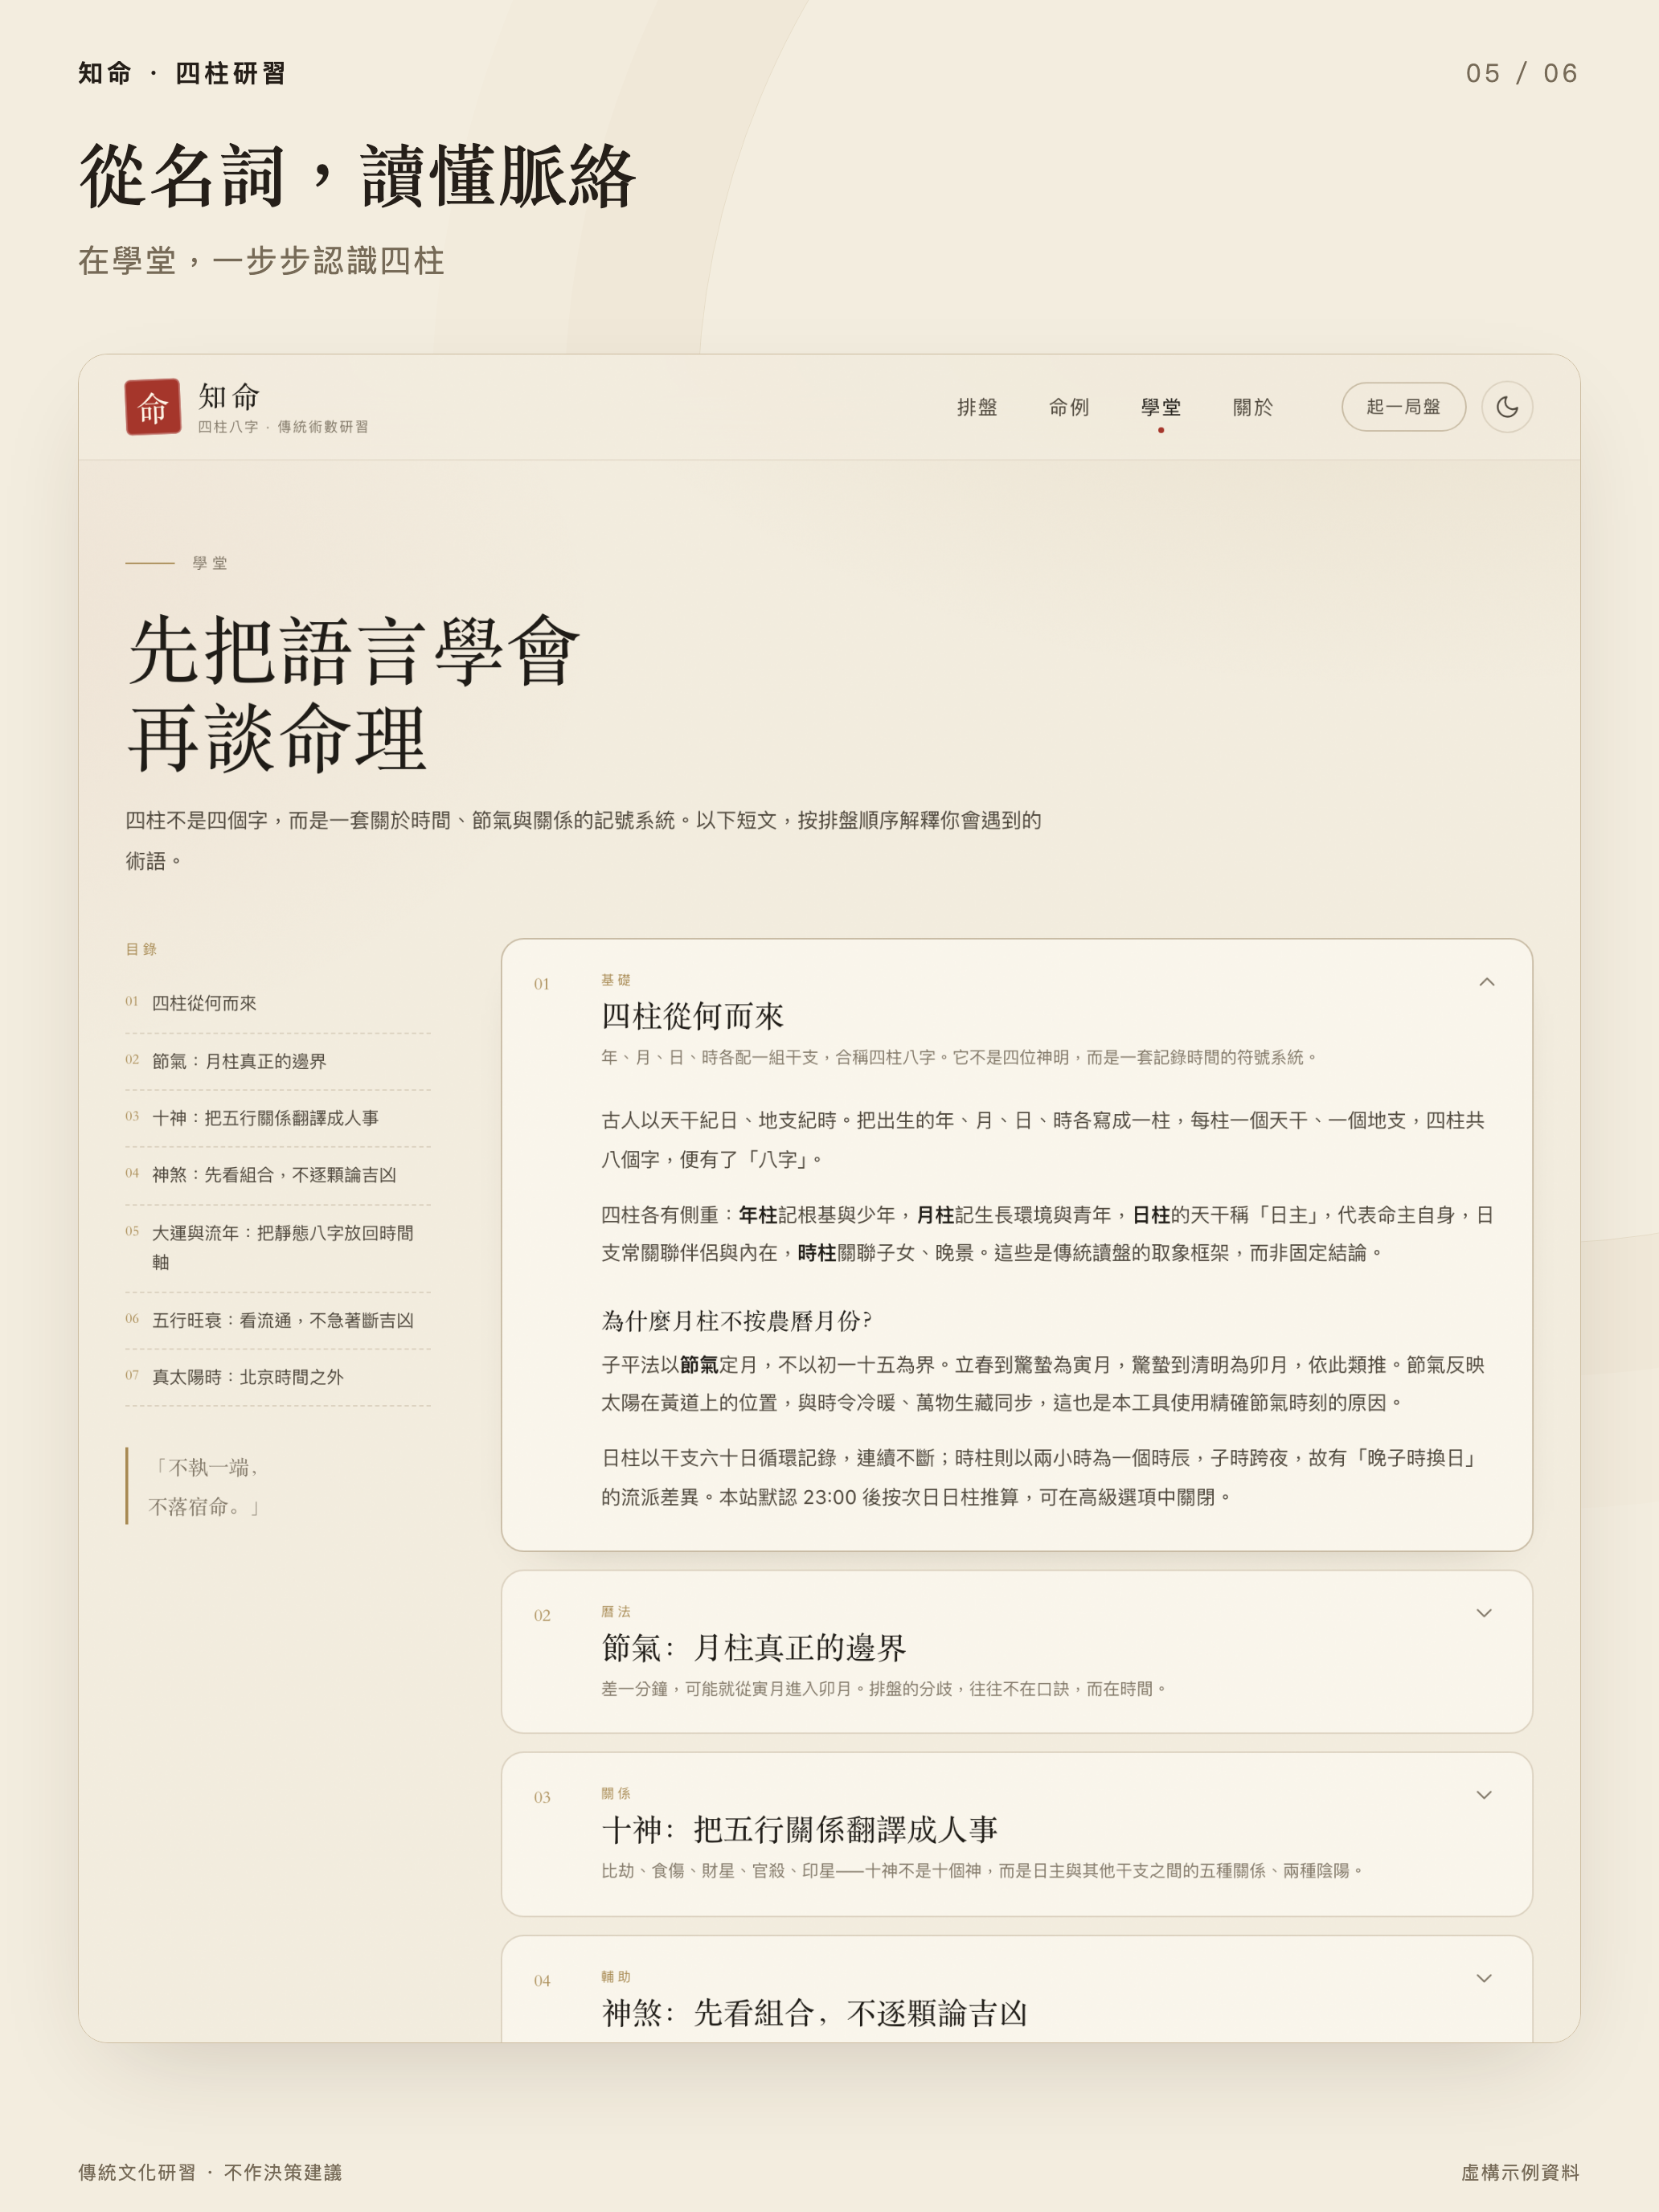 知命 · 四柱研習
05 / 06
從名詞，讀懂脈絡
在學堂，一步步認識四柱
命
知命
四柱八字 · 傳統術數研習
排盤
命例
學堂
關於
起一局盤
學堂
先把語言學會
再談命理
四柱不是四個字，而是一套關於時間、節氣與關係的記號系統。以下短文，按排盤順序解釋你會遇到的
術語。
目錄
01 四柱從何而來
02 節氣：月柱真正的邊界
03 十神：把五行關係翻譯成人事
04 神煞：先看組合，不逐顆論吉凶
05 大運與流年：把靜態八字放回時間
軸
06 五行旺衰：看流通，不急著斷吉凶
07 真太陽時：北京時間之外
「不執一端，
不落宿命。」
01
基礎
四柱從何而來
年、月、日、時各配一組干支，合稱四柱八字。它不是四位神明，而是一套記錄時間的符號系統。
古人以天干紀日、地支紀時。把出生的年、月、日、時各寫成一柱，每柱一個天干、一個地支，四柱共
八個字，便有了「八字」。
四柱各有側重：年柱記根基與少年，月柱記生長環境與青年，日柱的天干稱「日主」，代表命主自身，日
支常關聯伴侶與內在，時柱關聯子女、晚景。這些是傳統讀盤的取象框架，而非固定結論。
為什麼月柱不按農曆月份？
子平法以節氣定月，不以初一十五為界。立春到驚蟄為寅月，驚蟄到清明為卯月，依此類推。節氣反映
太陽在黃道上的位置，與時令冷暖、萬物生藏同步，這也是本工具使用精確節氣時刻的原因。
日柱以干支六十日循環記錄，連續不斷；時柱則以兩小時為一個時辰，子時跨夜，故有「晚子時換日」
的流派差異。本站默認 23:00 後按次日日柱推算，可在高級選項中關閉。
02
曆法
節氣：月柱真正的邊界
差一分鐘，可能就從寅月進入卯月。排盤的分歧，往往不在口訣，而在時間。
03
關係
十神：把五行關係翻譯成人事
比劫、食傷、財星、官殺、印星——十神不是十個神，而是日主與其他干支之間的五種關係、兩種陰陽。
04
輔助
神煞：先看組合，不逐顆論吉凶
傳統文化研習 · 不作決策建議
虛構示例資料